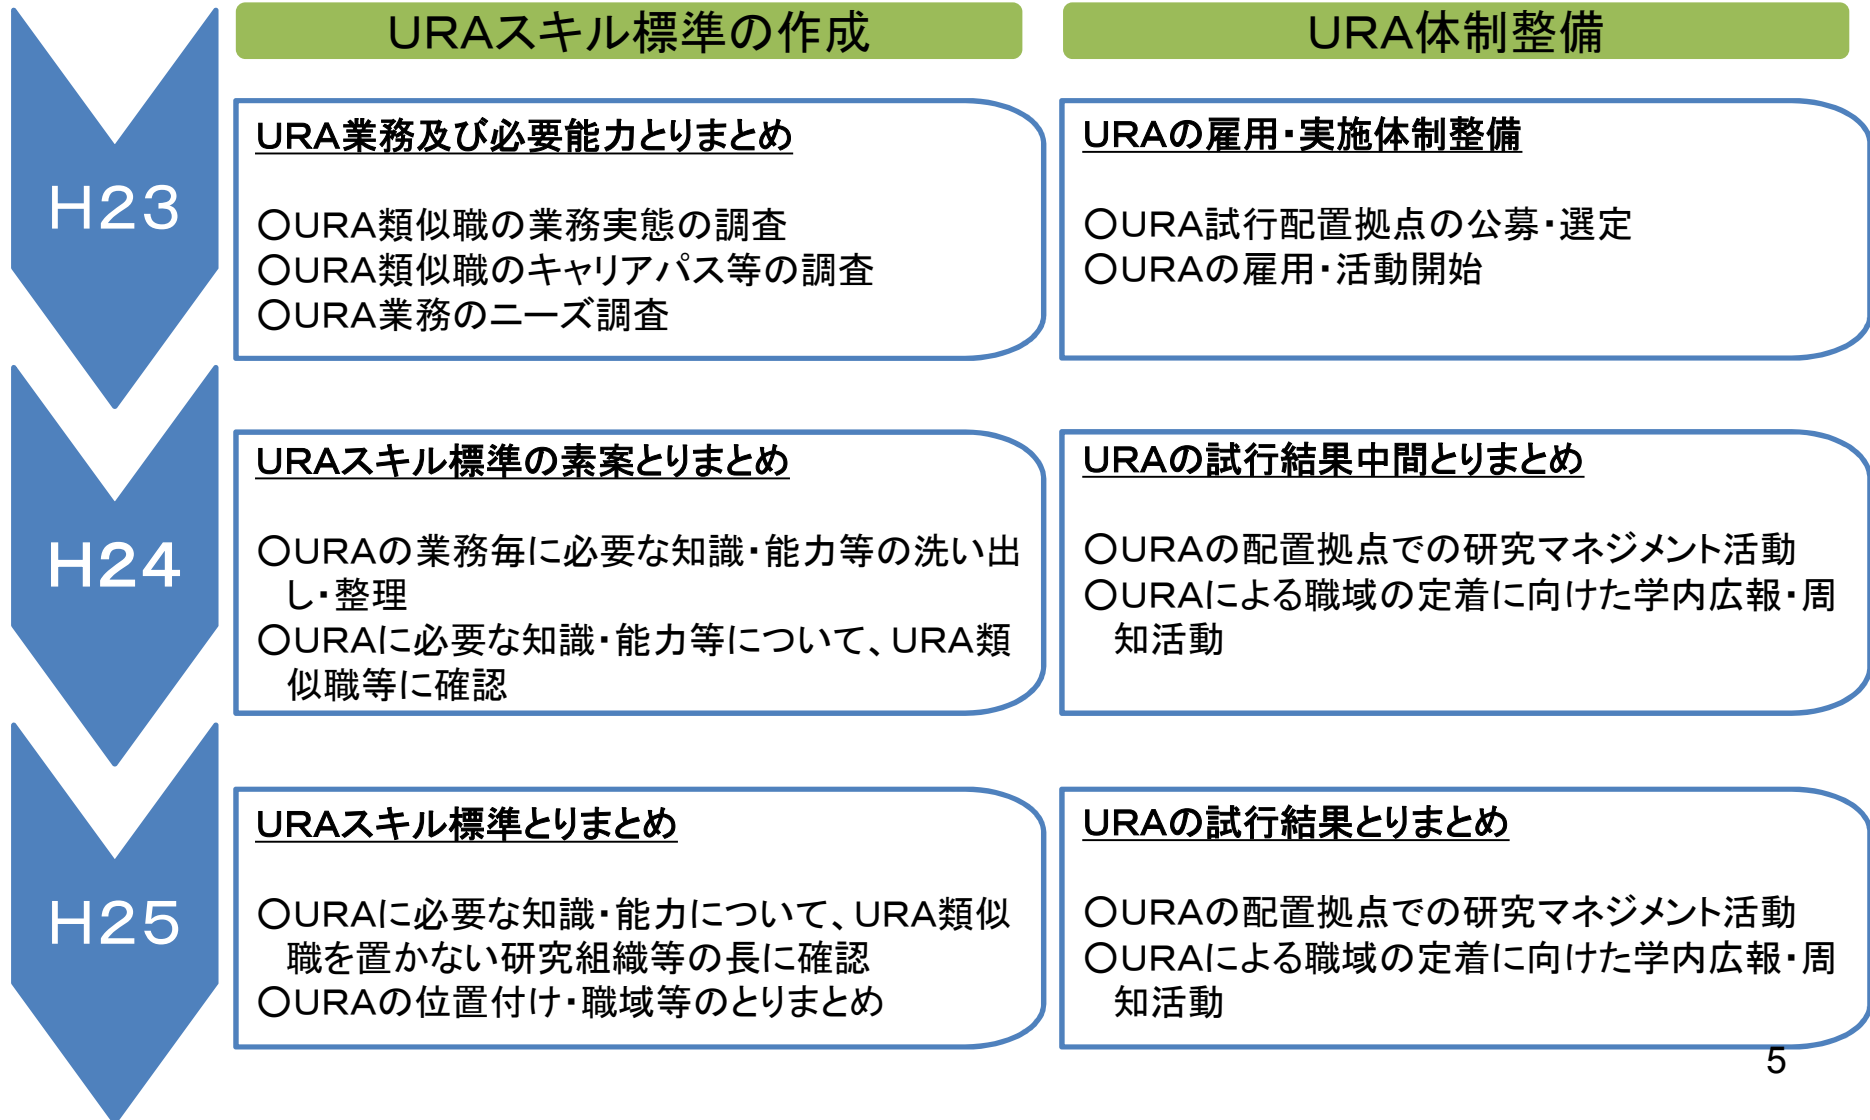 URAスキル標準の作成
URA体制整備
H23
URA業務及び必要能力とりまとめ
○URA類似職の業務実態の調査
○URA類似職のキャリアパス等の調査
○URA業務のニーズ調査
URAの雇用・実施体制整備
○URA試行配置拠点の公募・選定
○URAの雇用・活動開始
H24
URAスキル標準の素案とりまとめ
○URAの業務毎に必要な知識・能力等の洗い出
し・整理
○URAに必要な知識・能力等について、URA類
似職等に確認
URAの試行結果中間とりまとめ
○URAの配置拠点での研究マネジメント活動
○URAによる職域の定着に向けた学内広報・周
知活動
H25
URAスキル標準とりまとめ
○URAに必要な知識・能力について、URA類似
職を置かない研究組織等の長に確認
○URAの位置付け・職域等のとりまとめ
URAの試行結果とりまとめ
○URAの配置拠点での研究マネジメント活動
○URAによる職域の定着に向けた学内広報・周
知活動
5